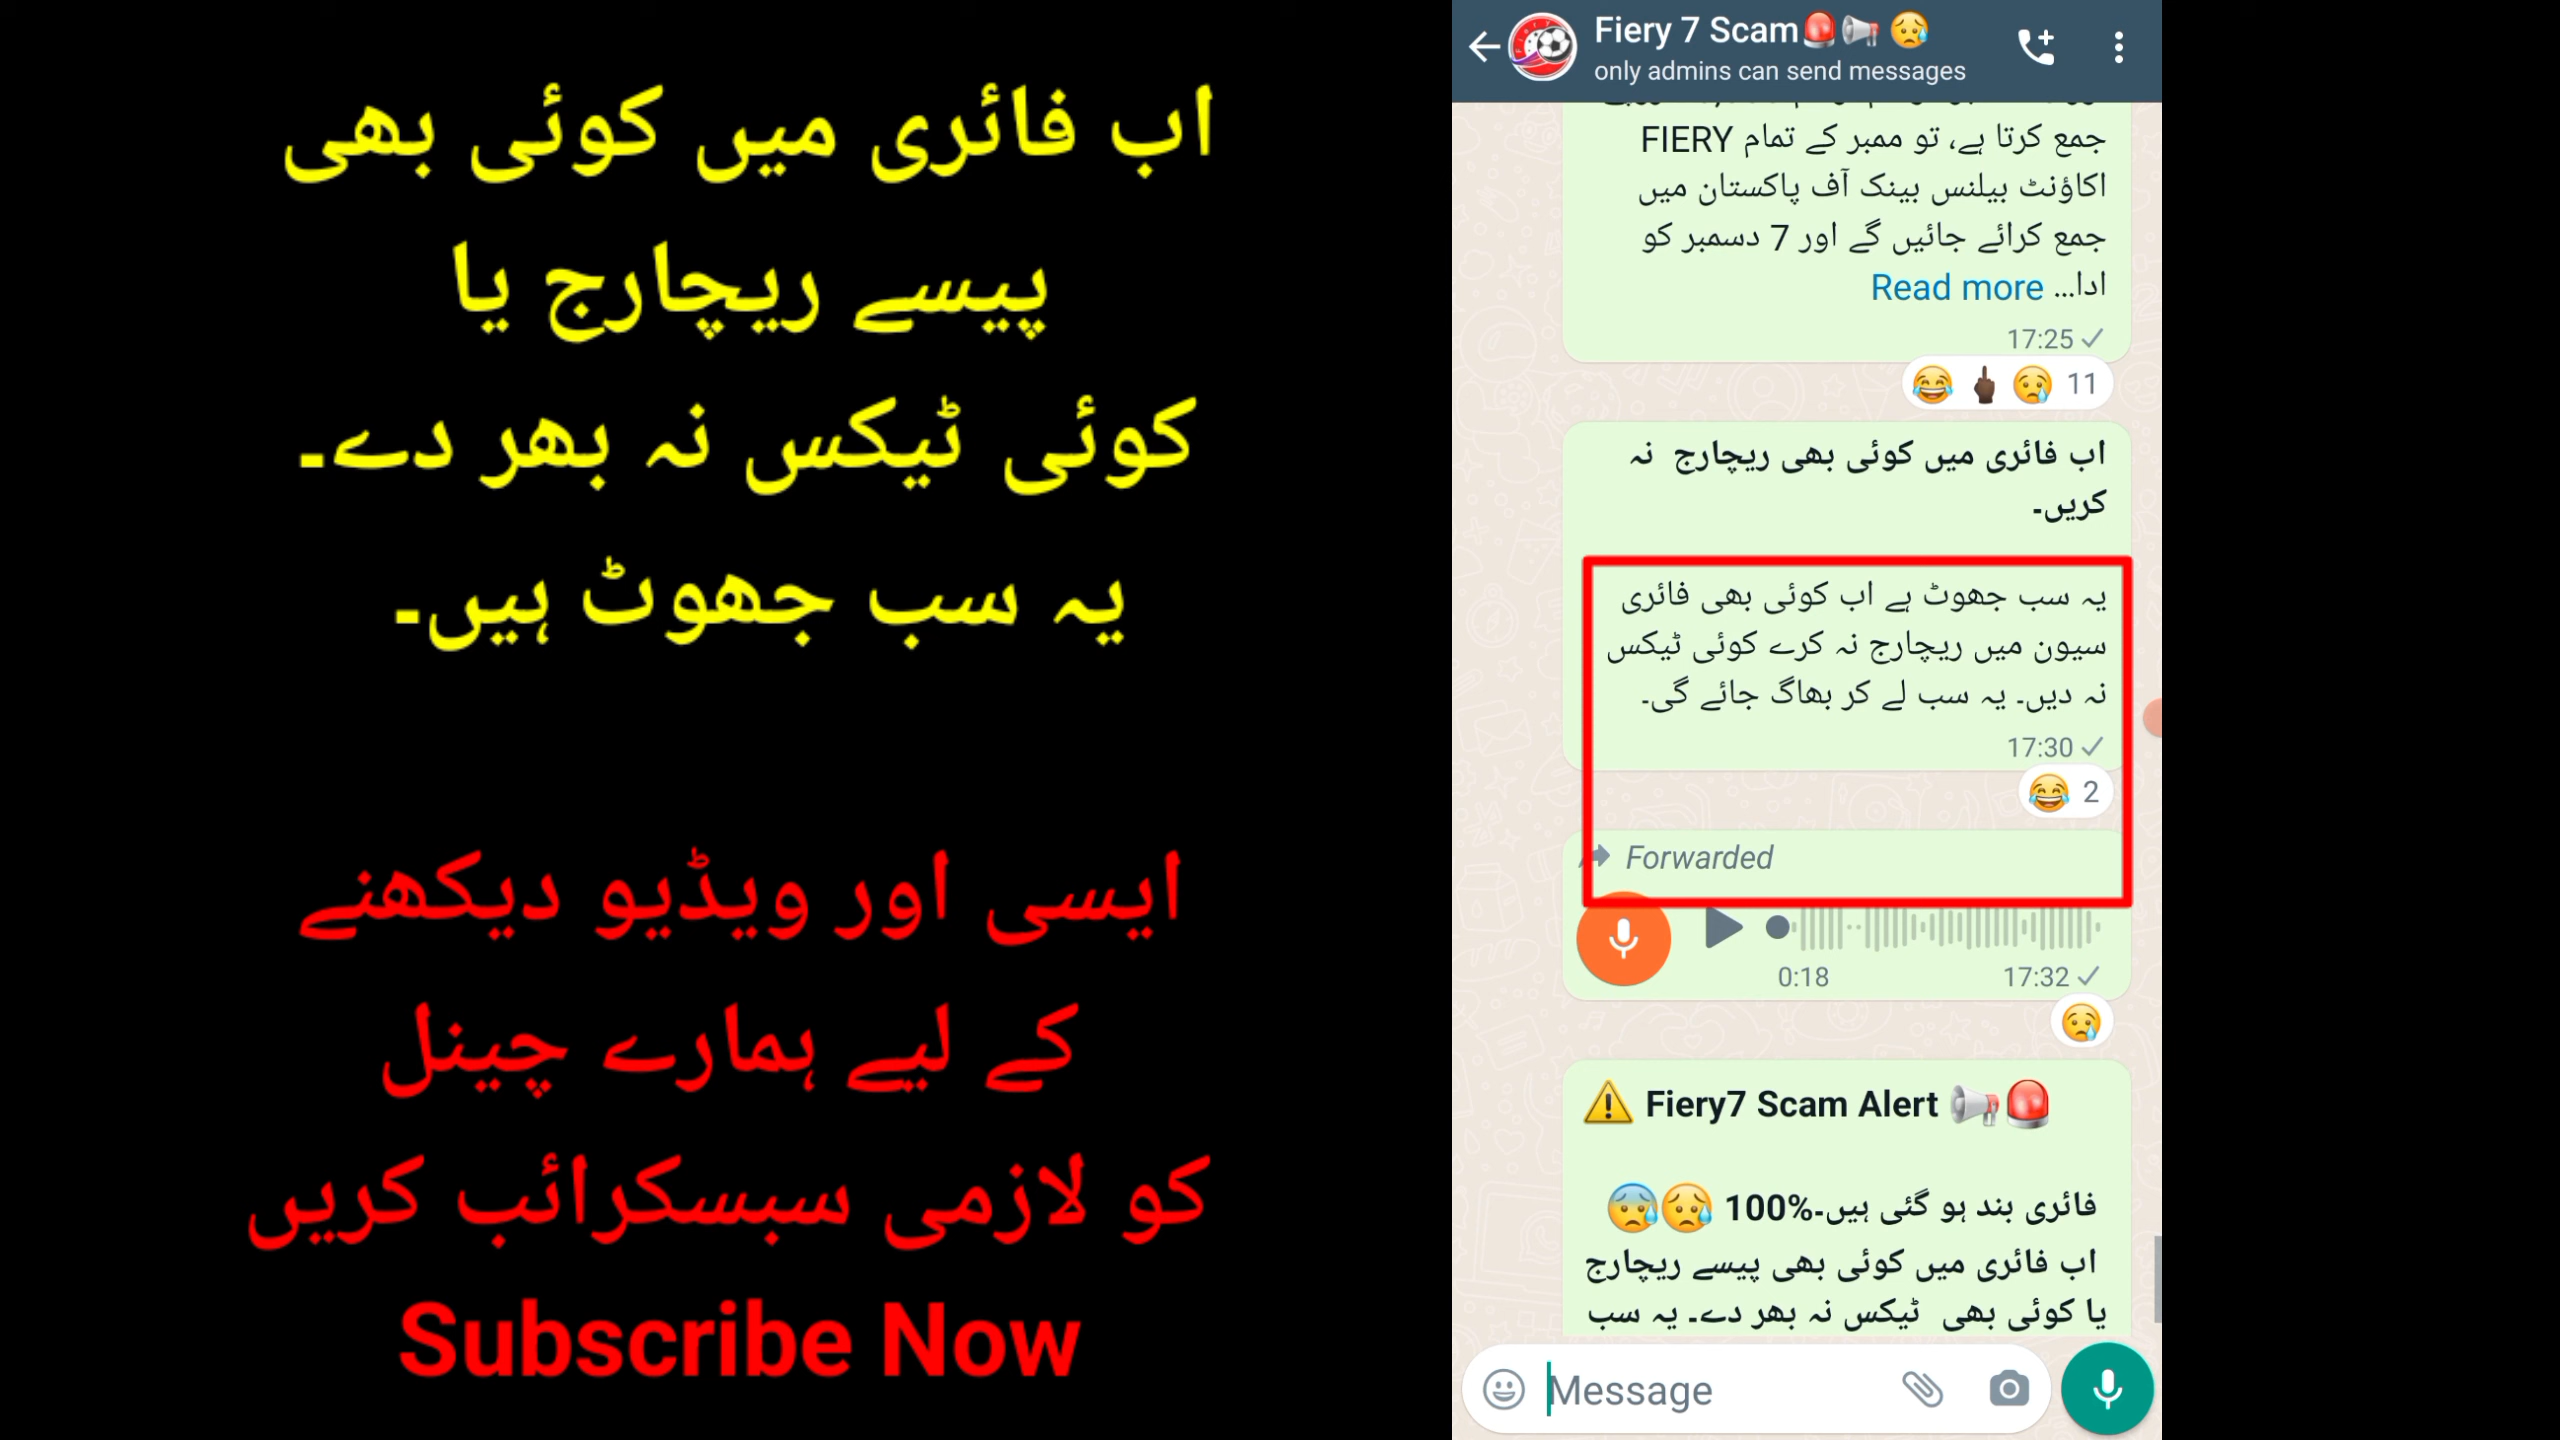 اب فائری میں کوئی بھی
پیسے ریچارج یا
کوئی ٹیکس نہ بھر دے۔
یہ سب جھوٹ ہیں۔
ایسی اور ویڈیو دیکھنے
کے لیے ہمارے چینل
کو لازمی سبسکرائب کریں
Subscribe Now
Fiery 7 Scam🚨📢😥
only admins can send messages
جمع کرتا ہے، تو ممبر کے تمام FIERY
اکاؤنٹ بیلنس بینک آف پاکستان میں
جمع کرائے جائیں گے اور 7 دسمبر کو
ادا... Read more
17:25
😂🖕🏿😢 11
اب فائری میں کوئی بھی ریچارج نہ
کریں۔
یہ سب جھوٹ ہے اب کوئی بھی فائری
سیون میں ریچارج نہ کرے کوئی ٹیکس
نہ دیں۔ یہ سب لے کر بھاگ جائے گی۔
17:30
😂 2
Forwarded
0:18 17:32
😢
⚠️ Fiery7 Scam Alert 📢🚨
فائری بند ہو گئی ہیں۔100% 😥😰
اب فائری میں کوئی بھی پیسے ریچارج
یا کوئی بھی ٹیکس نہ بھر دے۔ یہ سب
Message